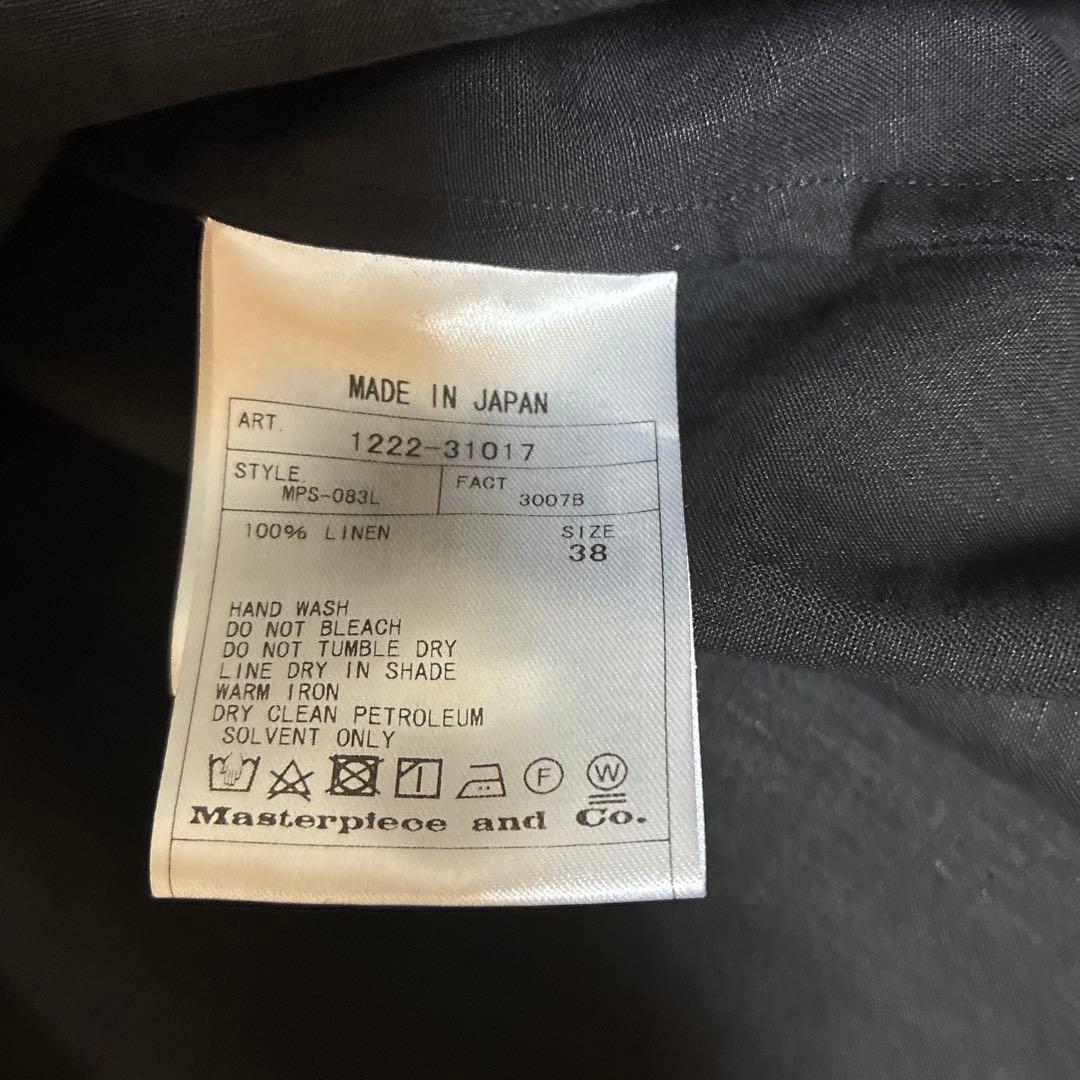 MADE IN JAPAN
ART. 1222-31017
STYLE. MPS-083L FACT 3007B
100% LINEN SIZE
38
HAND WASH
DO NOT BLEACH
DO NOT TUMBLE DRY
LINE DRY IN SHADE
WARM IRON
DRY CLEAN PETROLEUM
SOLVENT ONLY
F W
Masterpiece and Co.